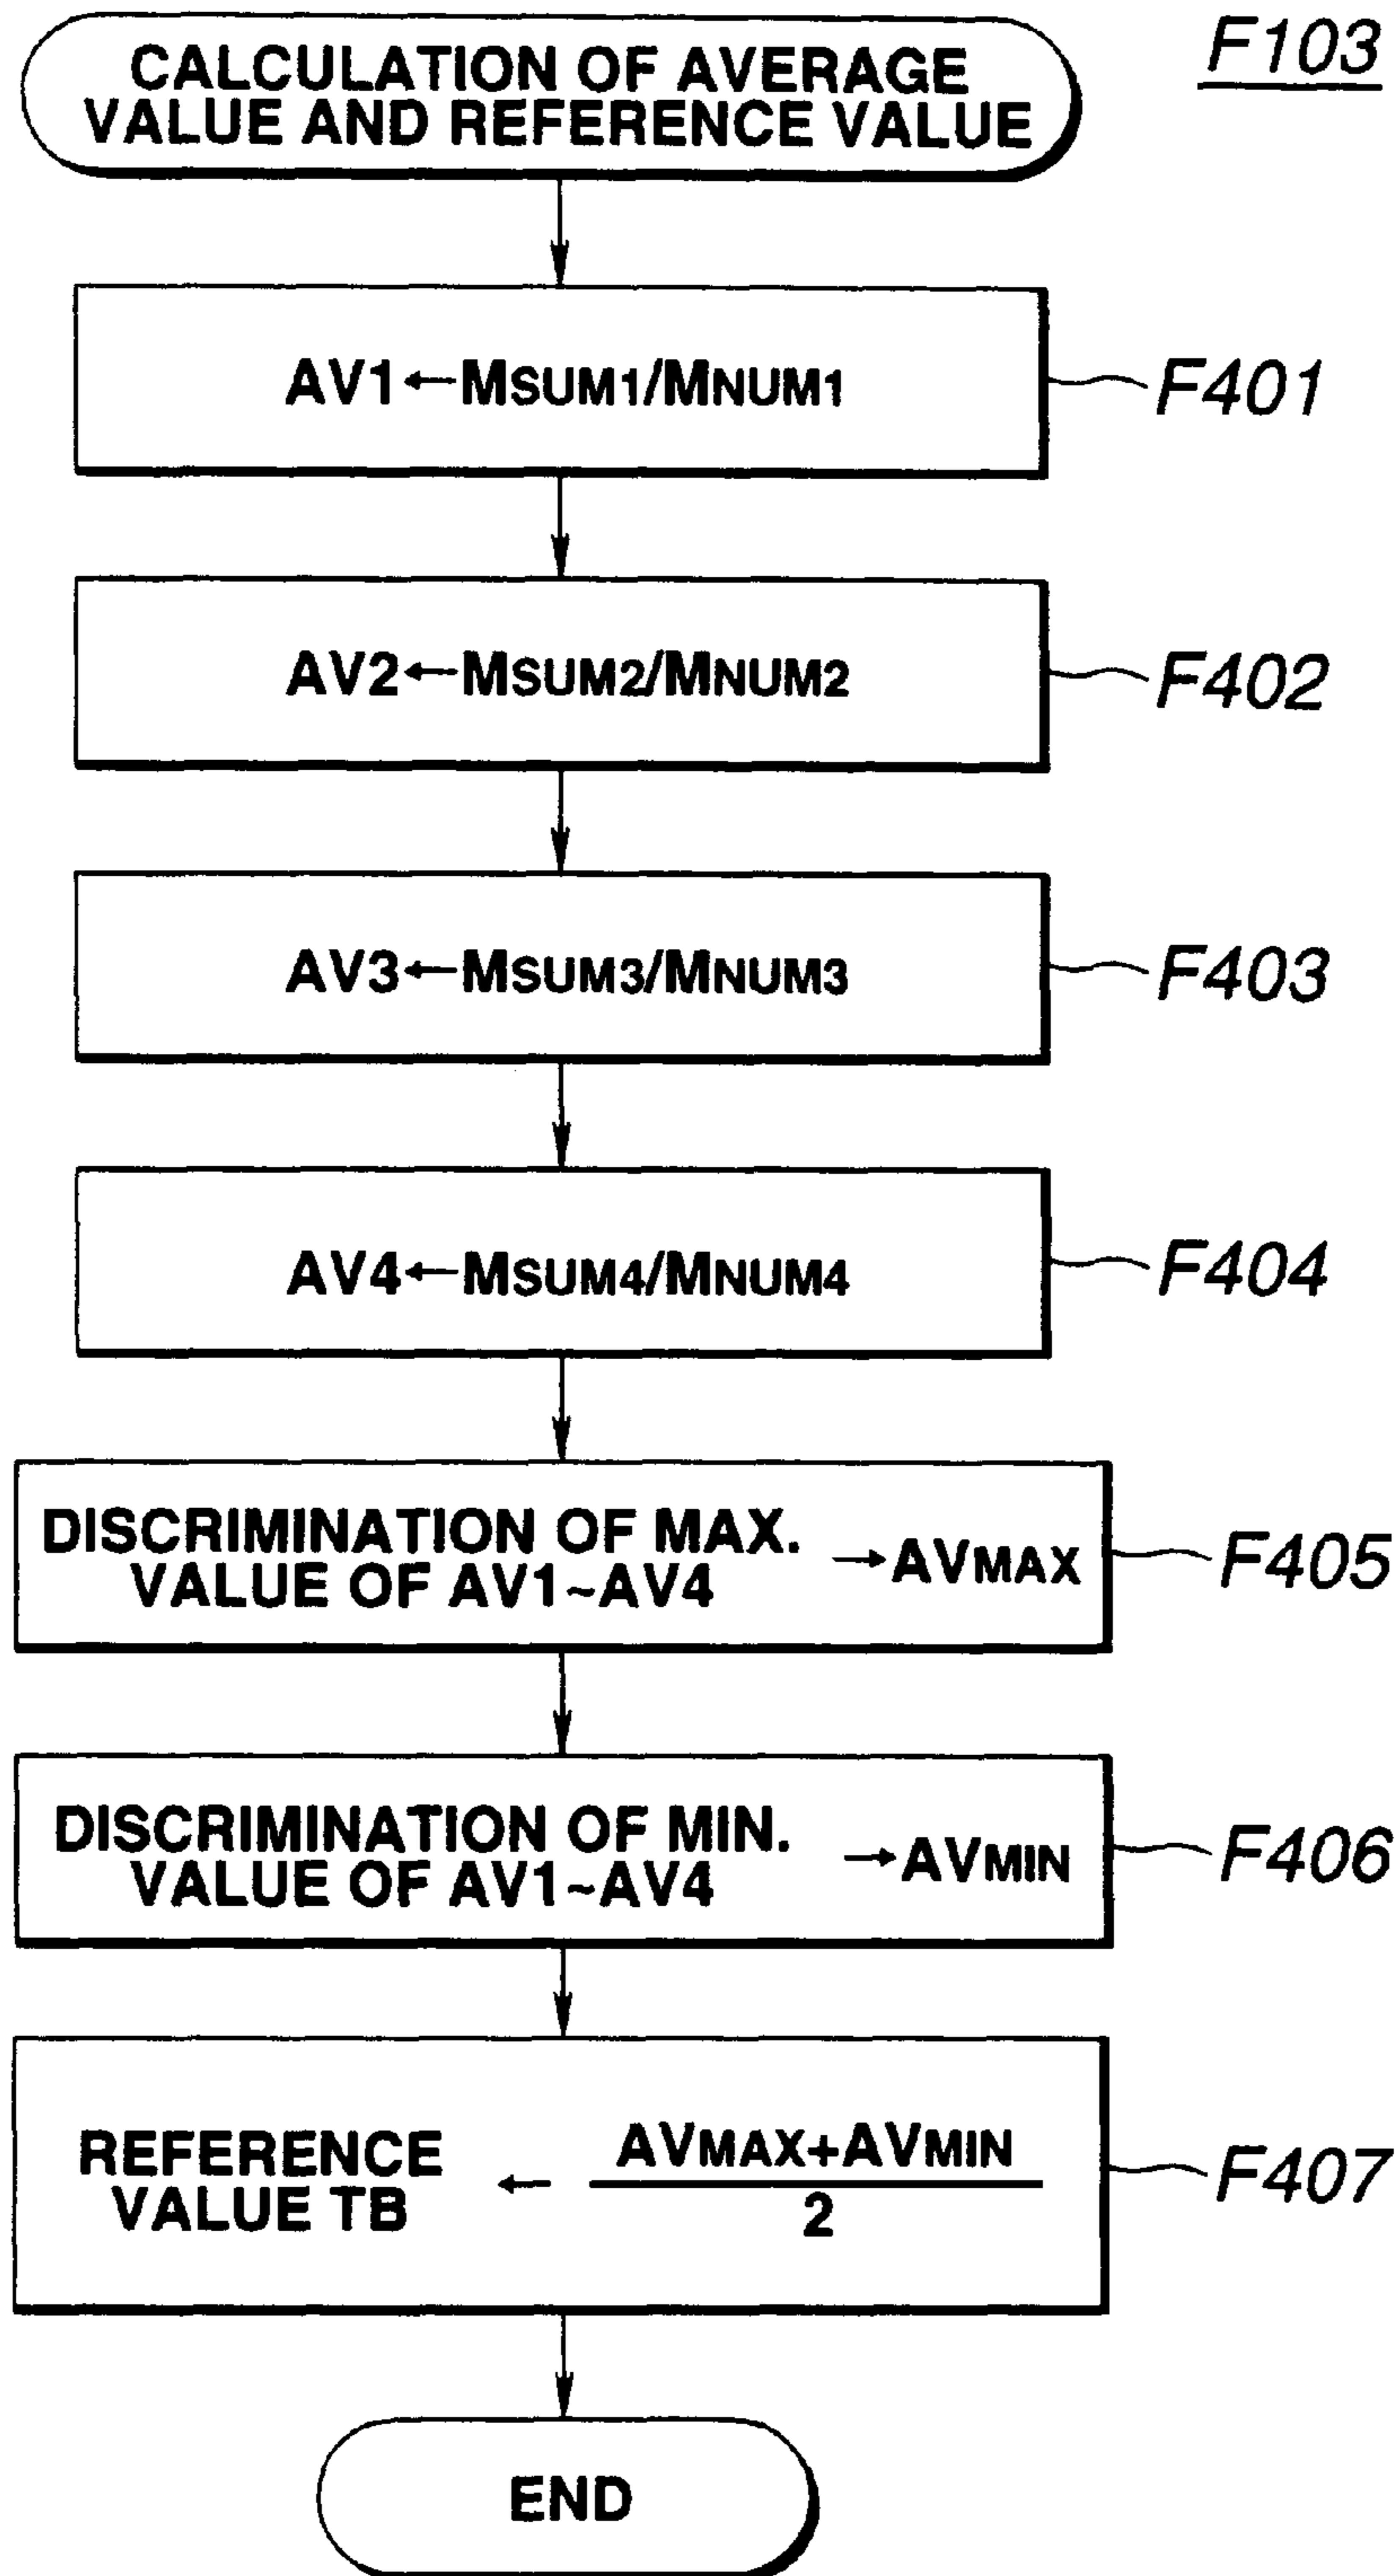 F103
CALCULATION OF AVERAGE
VALUE AND REFERENCE VALUE
AV1←MSUM1/MNUM1
F401
AV2←MSUM2/MNUM2
F402
AV3←MSUM3/MNUM3
F403
AV4←MSUM4/MNUM4
F404
DISCRIMINATION OF MAX.
VALUE OF AV1~AV4
→AVMAX
F405
DISCRIMINATION OF MIN.
VALUE OF AV1~AV4
→AVMIN
F406
REFERENCE
VALUE TB
←
AVMAX+AVMIN
2
F407
END